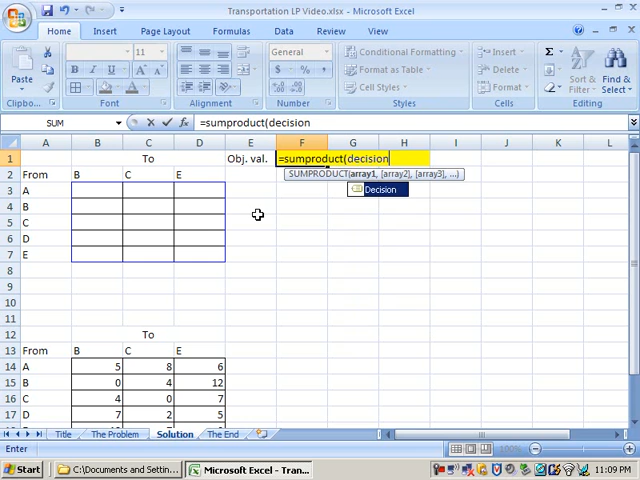 Transportation LP Video.xlsx - Microsoft Excel
Home Insert Page Layout Formulas Data Review View
Paste
11
B I U
A A
General
$ % ,
Conditional Formatting
Format as Table
Cell Styles
Insert
Delete
Format
Sort & Filter
Find & Select
Clipboard Font Alignment Number Styles Cells Editing
SUM fx =sumproduct(decision
A B C D E F G H I J K L
1 To Obj. val. =sumproduct(decision
2 From B C E SUMPRODUCT(array1, [array2], [array3], ...)
3 A Decision
4 B
5 C
6 D
7 E
8
9
10
11
12 To
13 From B C E
14 A 5 8 6
15 B 0 4 12
16 C 4 0 7
17 D 7 2 5
Title The Problem Solution The End
Enter 100%
Start C:\Documents and Settin... Microsoft Excel - Tran... 11:09 PM